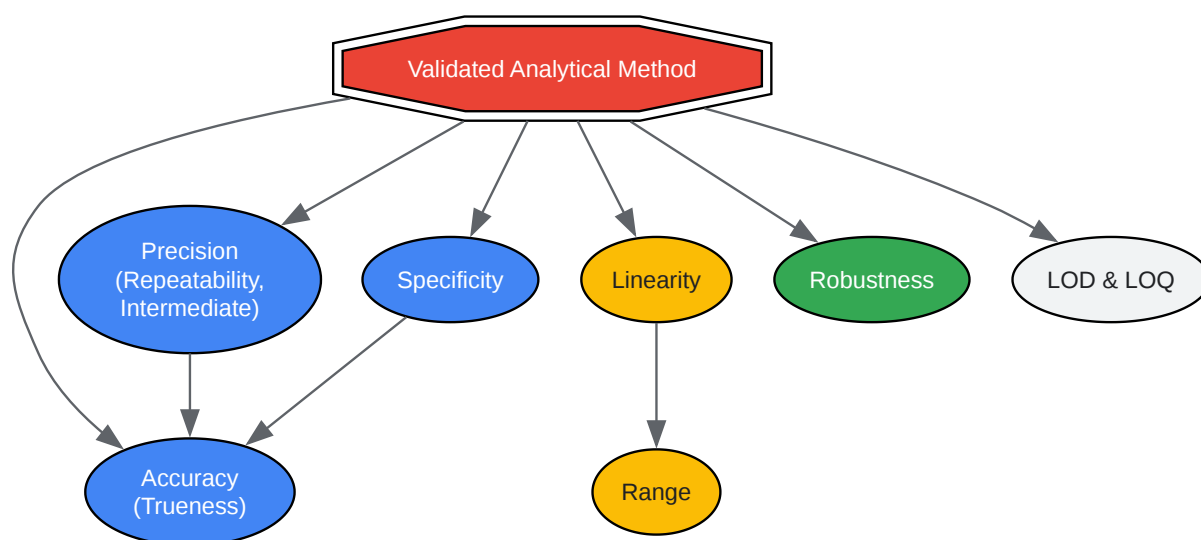 Validated Analytical Method
Precision
(Repeatability,
Intermediate)
Specificity
Linearity
Robustness
LOD & LOQ
Accuracy
(Trueness)
Range